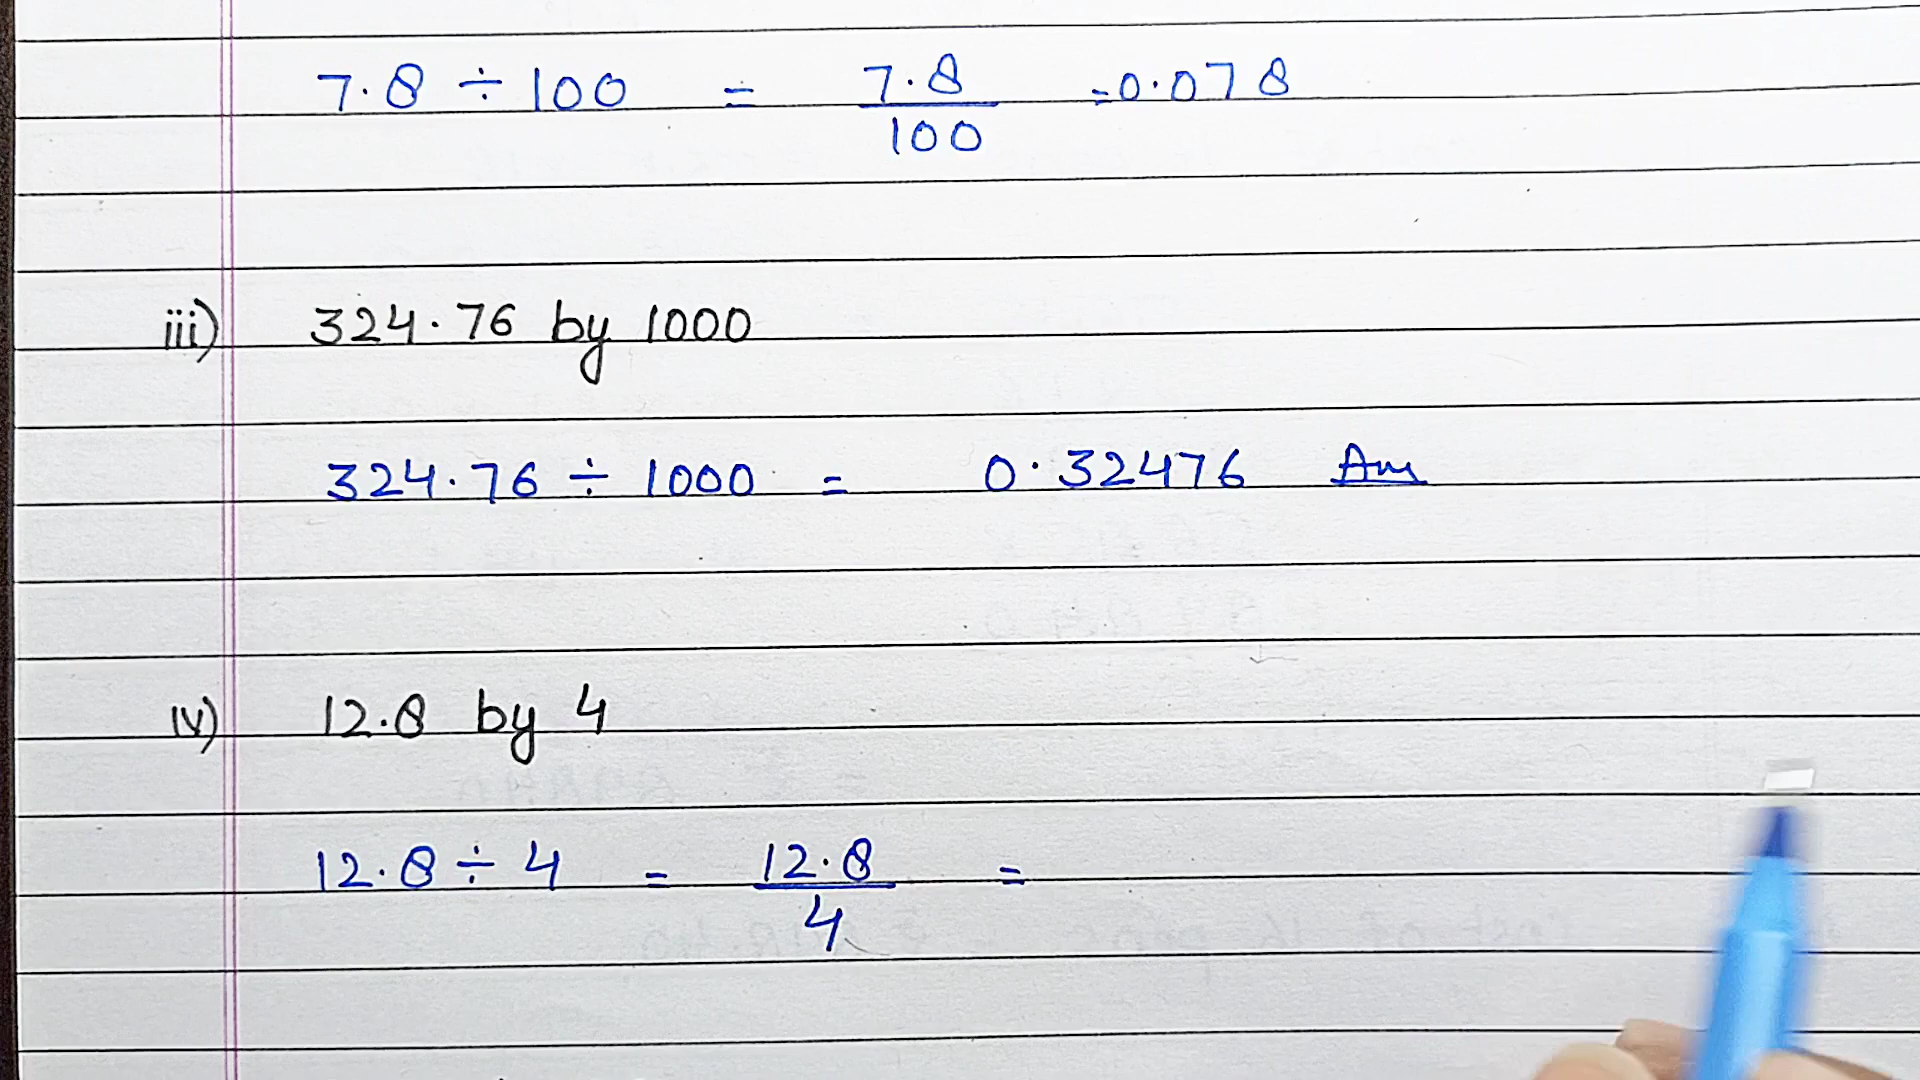 7.8 ÷ 100 = 7.8/100 = 0.078
iii) 324.76 by 1000
324.76 ÷ 1000 = 0.32476 Ans
iv) 12.8 by 4
12.8 ÷ 4 = 12.8/4 =